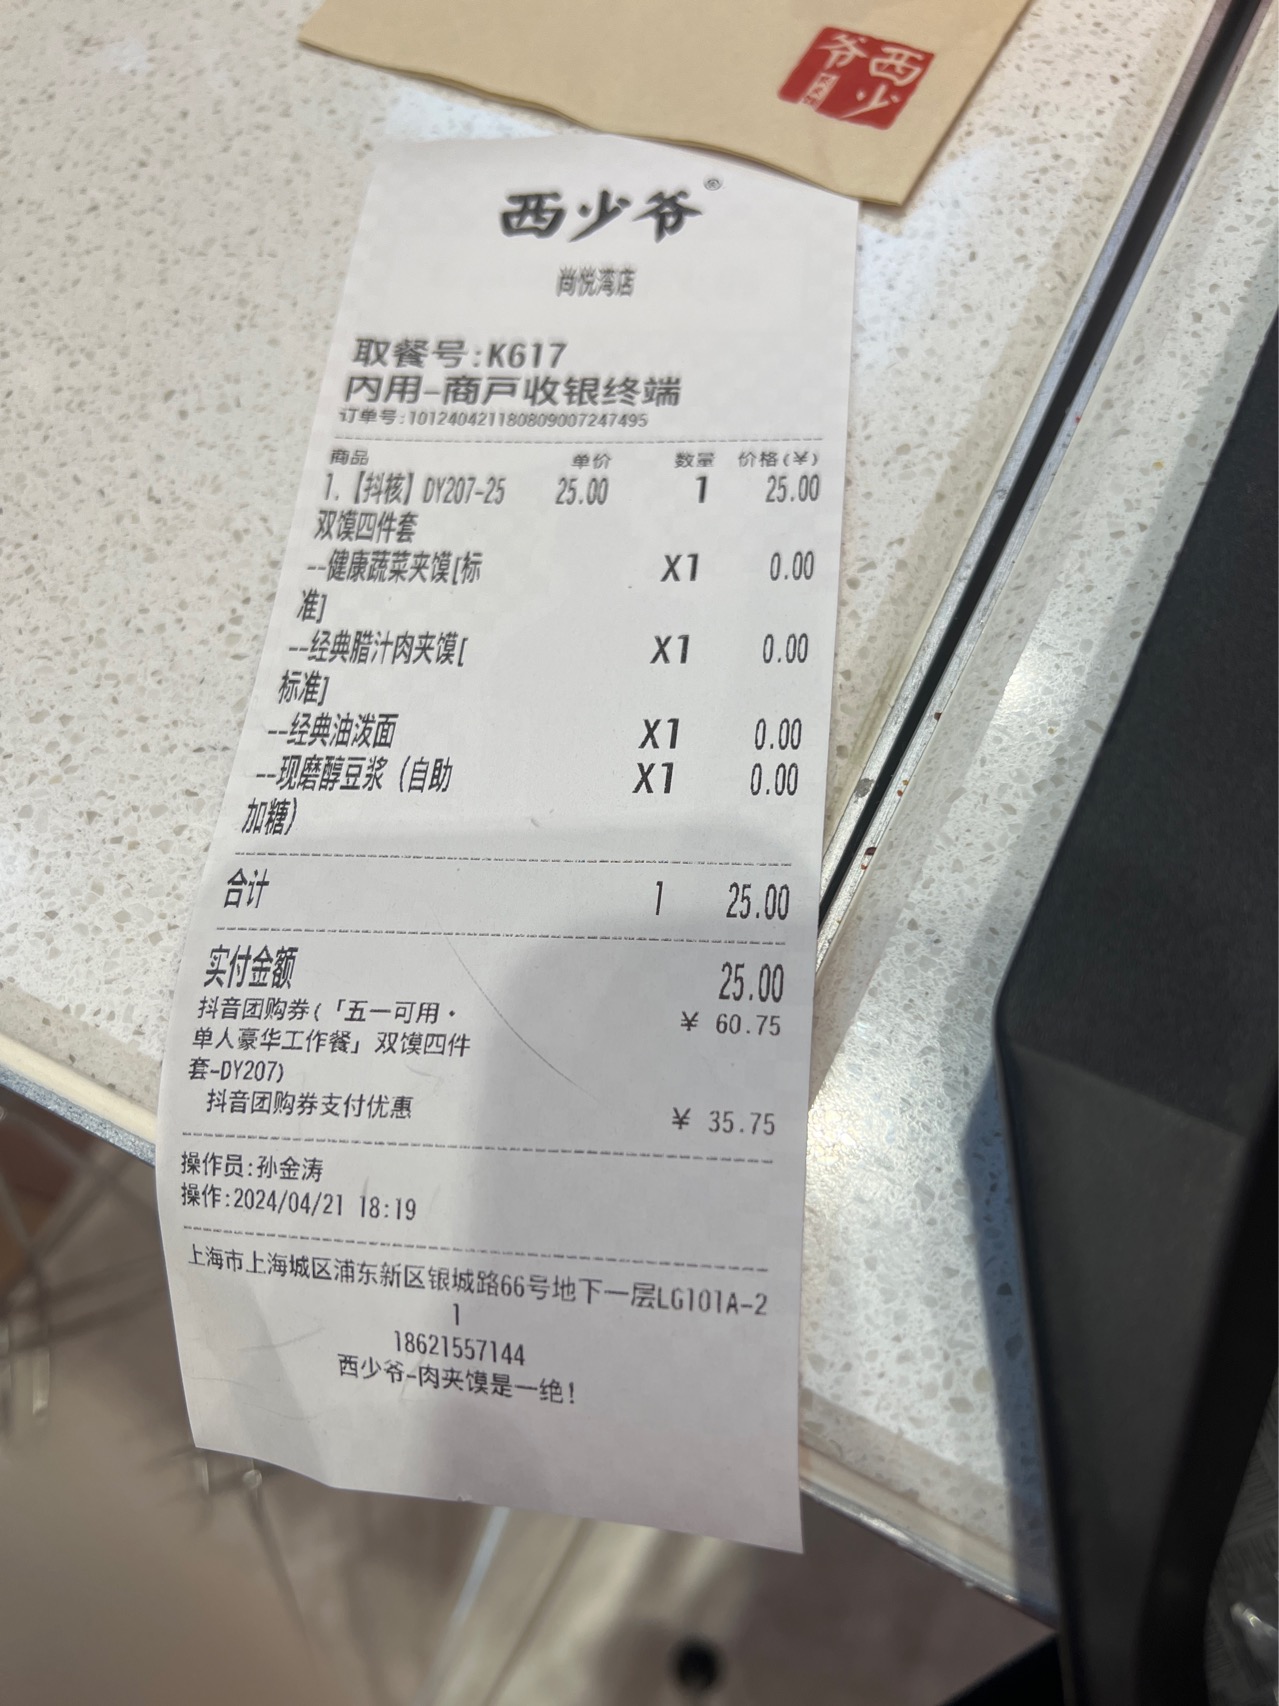 西少爷
西少爷®
尚悦湾店
取餐号:K617
内用-商戸收银终端
订单号:10124042118080900724 7495
商品 单价 数量 价格(¥)
1.【抖核】DY207-25 25.00 1 25.00
双馍四件套
--健康蔬菜夹馍[标 X1 0.00
准]
--经典腊汁肉夹馍[ X1 0.00
标准]
--经典油泼面 X1 0.00
--现磨醇豆浆（自助 X1 0.00
加糖）
合计 1 25.00
实付金额 25.00
抖音团购券(「五一可用· ¥ 60.75
单人豪华工作餐」双馍四件
套-DY207)
抖音团购券支付优惠 ¥ 35.75
操作员:孙金涛
操作:2024/04/21 18:19
上海市上海城区浦东新区银城路66号地下一层LG101A-2
1
18621557144
西少爷-肉夹馍是一绝！